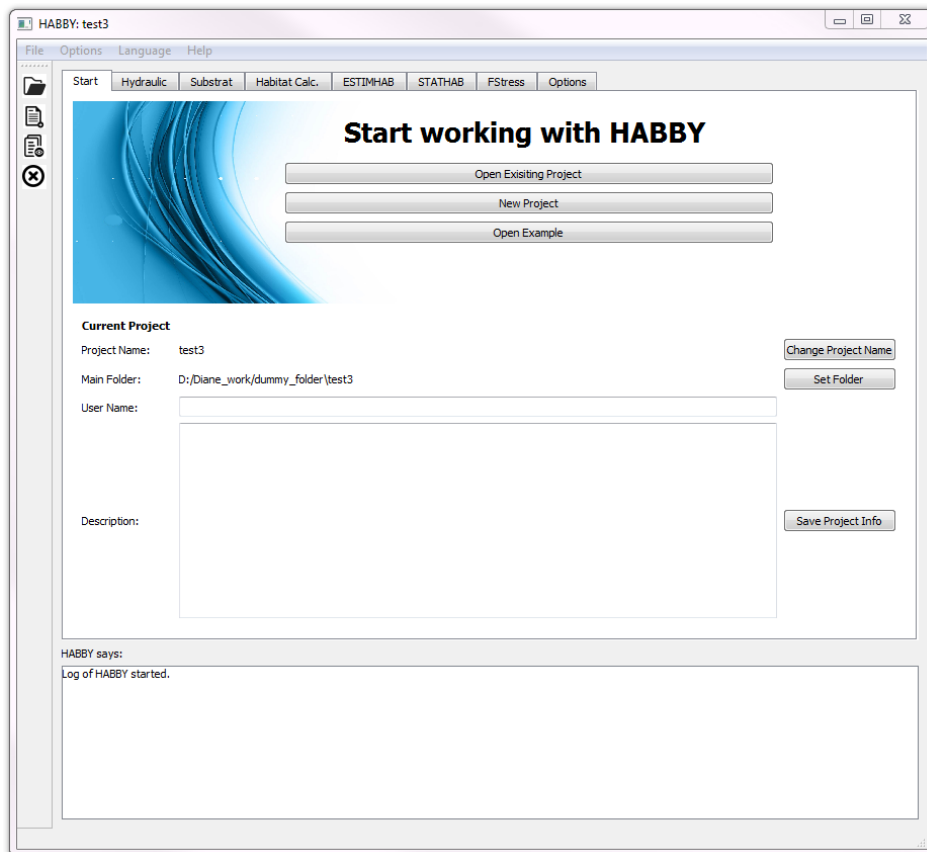 HABBY: test3
File Options Language Help
Start Hydraulic Substrat Habitat Calc. ESTIMHAB STATHAB FStress Options
Start working with HABBY
Open Exisiting Project
New Project
Open Example
Current Project
Project Name: test3 Change Project Name
Main Folder: D:/Diane_work/dummy_folder\test3 Set Folder
User Name:
Description: Save Project Info
HABBY says:
Log of HABBY started.